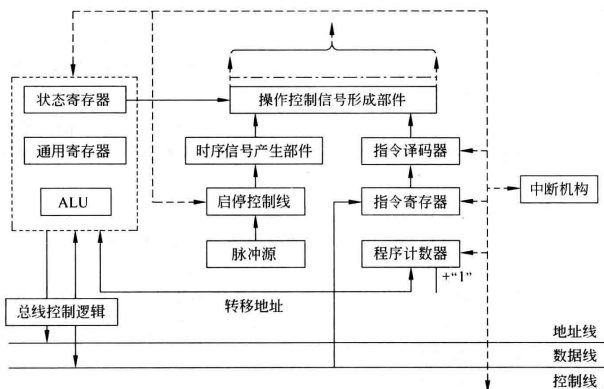 状态寄存器
操作控制信号形成部件
通用寄存器
时序信号产生部件
指令译码器
中断机构
ALU
启停控制线
指令寄存器
脉冲源
程序计数器
+“1”
转移地址
总线控制逻辑
地址线
数据线
控制线